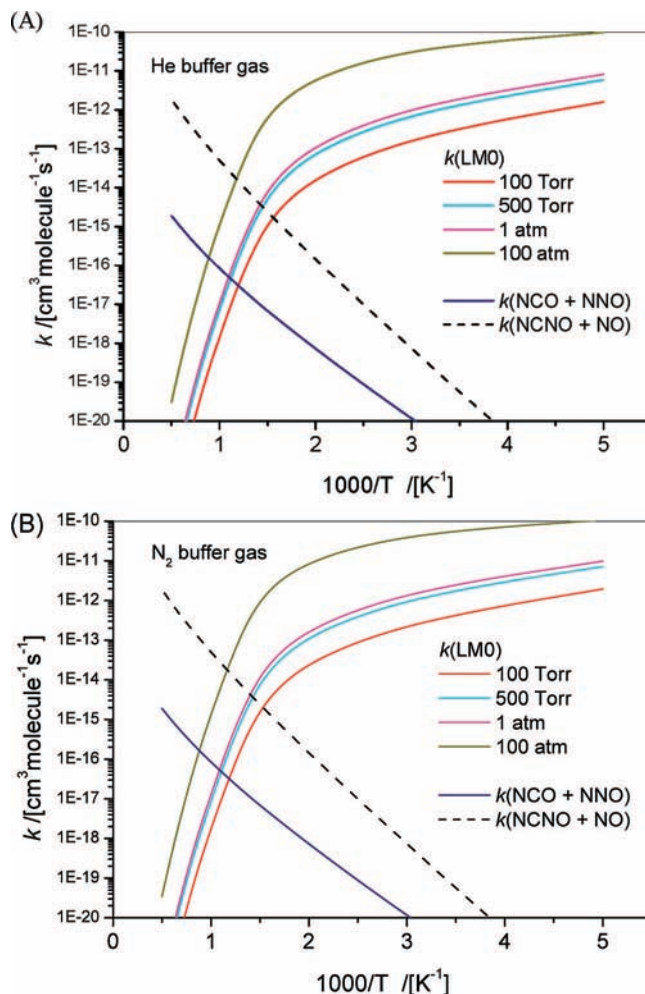 (A)
He buffer gas
k /[cm³molecule⁻¹s⁻¹]
1E-10
1E-11
1E-12
1E-13
1E-14
1E-15
1E-16
1E-17
1E-18
1E-19
1E-20
k(LM0)
100 Torr
500 Torr
1 atm
100 atm
k(NCO + NNO)
k(NCNO + NO)
0 1 2 3 4 5
1000/T /[K⁻¹]
(B)
N₂ buffer gas
k /[cm³molecule⁻¹s⁻¹]
1E-10
1E-11
1E-12
1E-13
1E-14
1E-15
1E-16
1E-17
1E-18
1E-19
1E-20
k(LM0)
100 Torr
500 Torr
1 atm
100 atm
k(NCO + NNO)
k(NCNO + NO)
0 1 2 3 4 5
1000/T /[K⁻¹]